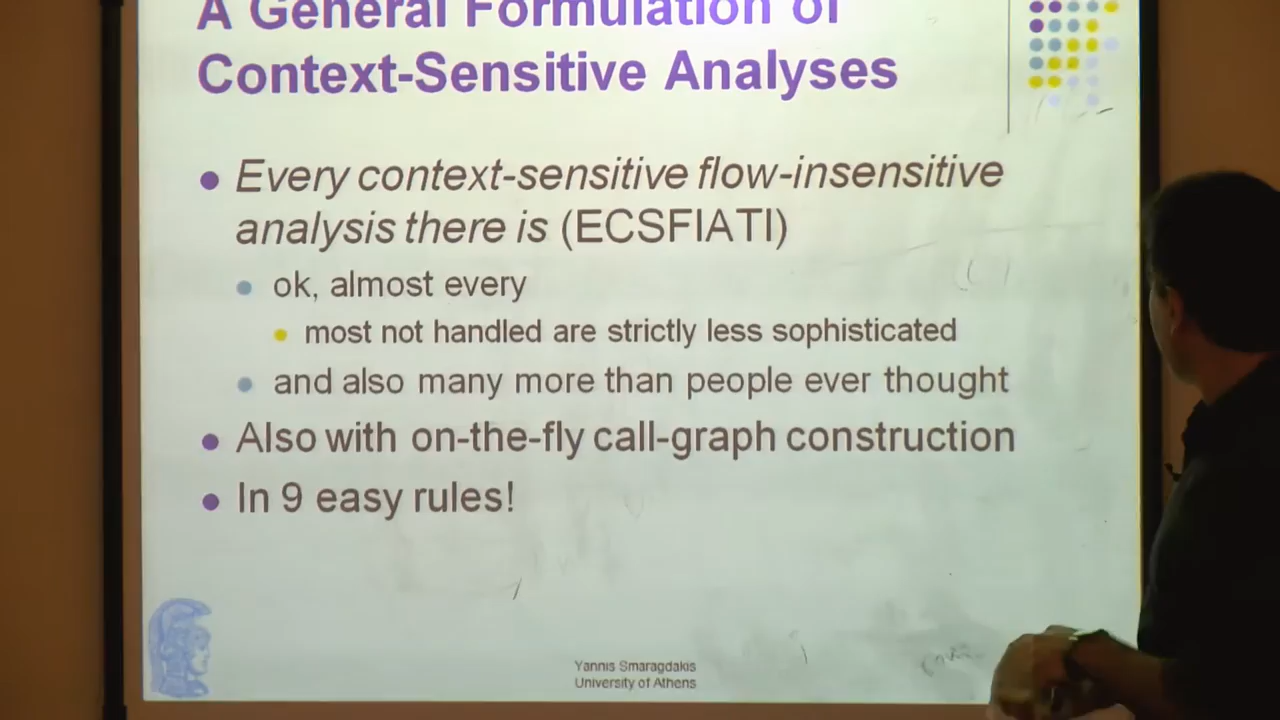 A General Formulation of
Context-Sensitive Analyses
Every context-sensitive flow-insensitive
analysis there is (ECSFIATI)
ok, almost every
most not handled are strictly less sophisticated
and also many more than people ever thought
Also with on-the-fly call-graph construction
In 9 easy rules!
Yannis Smaragdakis
University of Athens